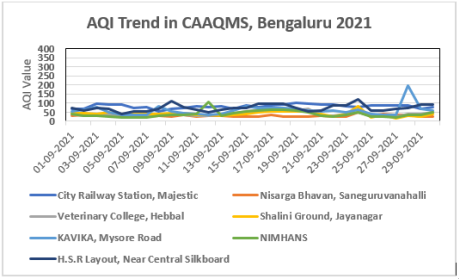 AQI Trend in CAAQMS, Bengaluru 2021
AQI Value
400
350
300
250
200
150
100
50
0
01-09-2021
03-09-2021
05-09-2021
07-09-2021
09-09-2021
11-09-2021
13-09-2021
15-09-2021
17-09-2021
19-09-2021
21-09-2021
23-09-2021
25-09-2021
27-09-2021
29-09-2021
City Railway Station, Majestic
Nisarga Bhavan, Saneguruvanahalli
Veterinary College, Hebbal
Shalini Ground, Jayanagar
KAVIKA, Mysore Road
NIMHANS
H.S.R Layout, Near Central Silkboard